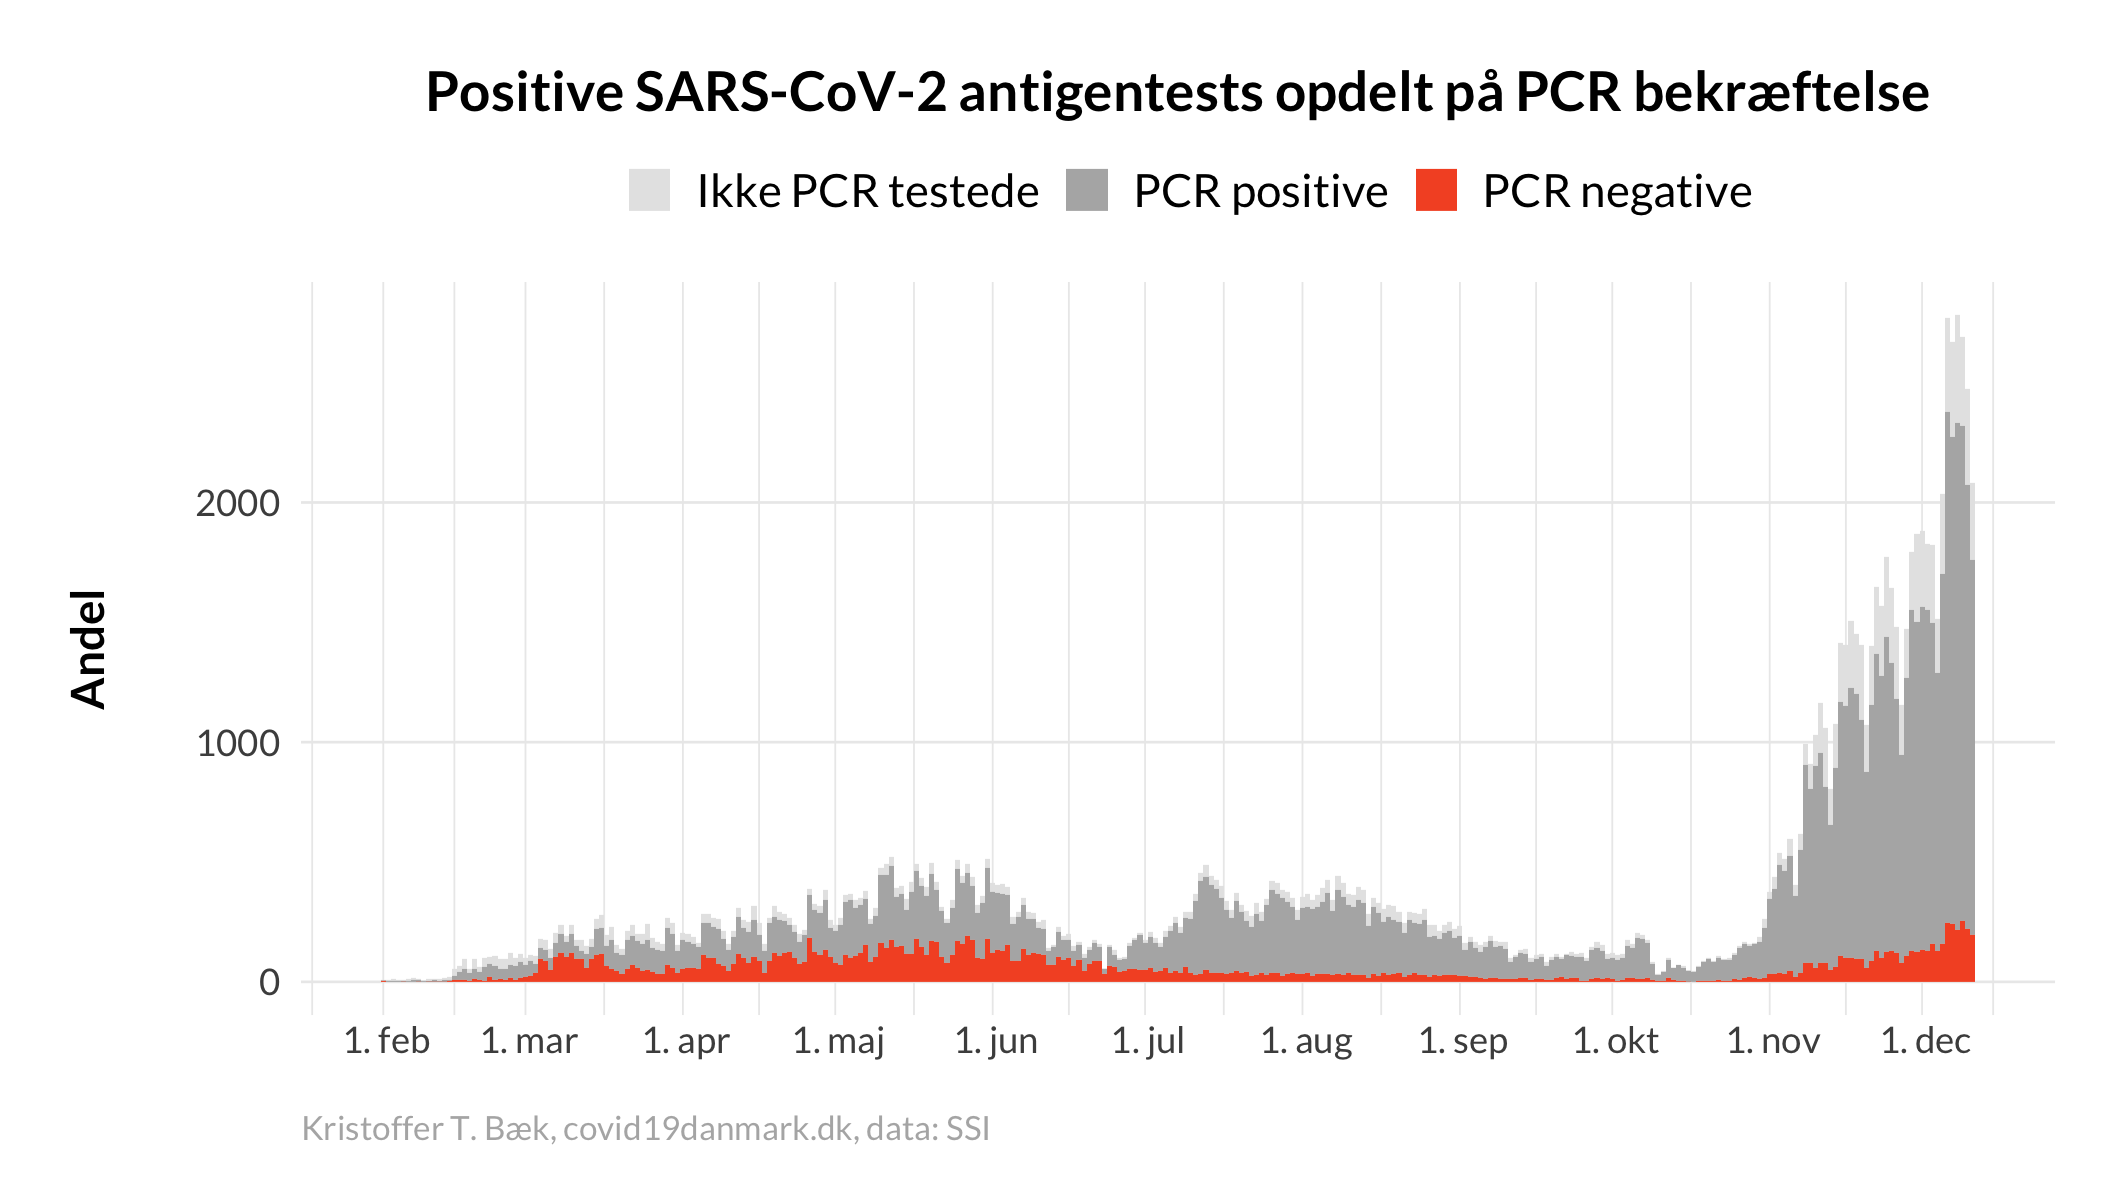 Positive SARS-CoV-2 antigentests opdelt på PCR bekræftelse
Ikke PCR testede PCR positive PCR negative
Andel
2000
1000
0
1. feb 1. mar 1. apr 1. maj 1. jun 1. jul 1. aug 1. sep 1. okt 1. nov 1. dec
Kristoffer T. Bæk, covid19danmark.dk, data: SSI